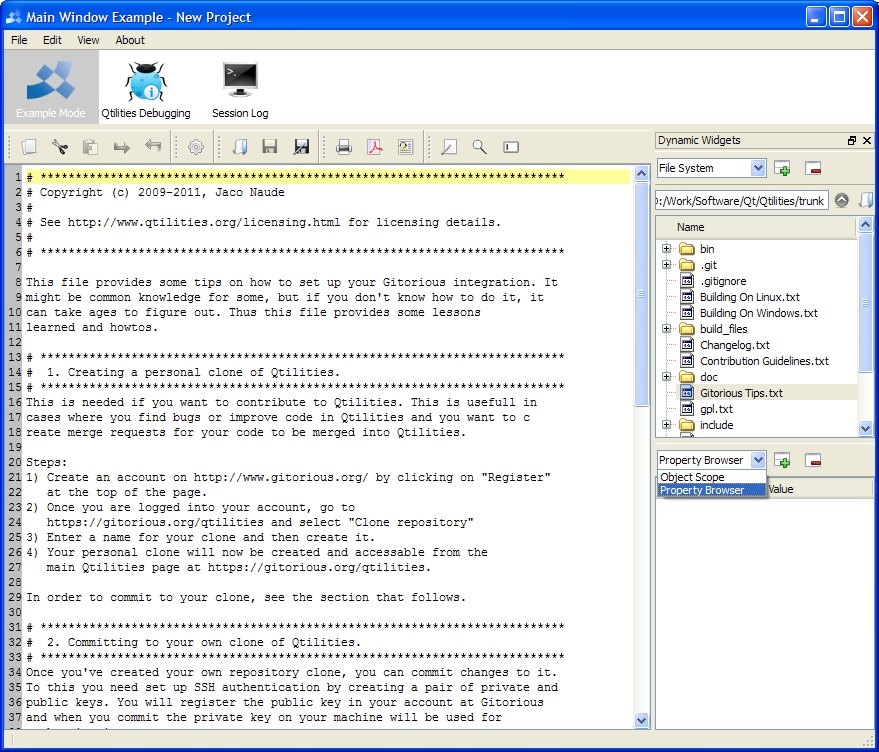 Main Window Example - New Project
File Edit View About
Example Mode
Qtilities Debugging
Session Log
1 # *****************************************************************************
2 # Copyright (c) 2009-2011, Jaco Naude
3 #
4 # See http://www.qtilities.org/licensing.html for licensing details.
5 #
6 # *****************************************************************************
7
8 This file provides some tips on how to set up your Gitorious integration. It
9 might be common knowledge for some, but if you don't know how to do it, it
10 can take ages to figure out. Thus this file provides some lessons
11 learned and howtos.
12
13 # *****************************************************************************
14 #  1. Creating a personal clone of Qtilities.
15 # *****************************************************************************
16 This is needed if you want to contribute to Qtilities. This is usefull in
17 cases where you find bugs or improve code in Qtilities and you want to c
18 reate merge requests for your code to be merged into Qtilities.
19
20 Steps:
21 1) Create an account on http://www.gitorious.org/ by clicking on "Register"
22    at the top of the page.
23 2) Once you are logged into your account, go to
24    https://gitorious.org/qtilities and select "Clone repository"
25 3) Enter a name for your clone and then create it.
26 4) Your personal clone will now be created and accessable from the
27    main Qtilities page at https://gitorious.org/qtilities.
28
29 In order to commit to your clone, see the section that follows.
30
31 # *****************************************************************************
32 #  2. Committing to your own clone of Qtilities.
33 # *****************************************************************************
34 Once you've created your own repository clone, you can commit changes to it.
35 To this you need set up SSH authentication by creating a pair of private and
36 public keys. You will register the public key in your account at Gitorious
37 and when you commit the private key on your machine will be used for
Dynamic Widgets
File System
:/Work/Software/Qt/Qtilities/trunk
Name
bin
.git
.gitignore
Building On Linux.txt
Building On Windows.txt
build_files
Changelog.txt
Contribution Guidelines.txt
doc
Gitorious Tips.txt
gpl.txt
include
Property Browser
Object Scope
Property Browser
Value